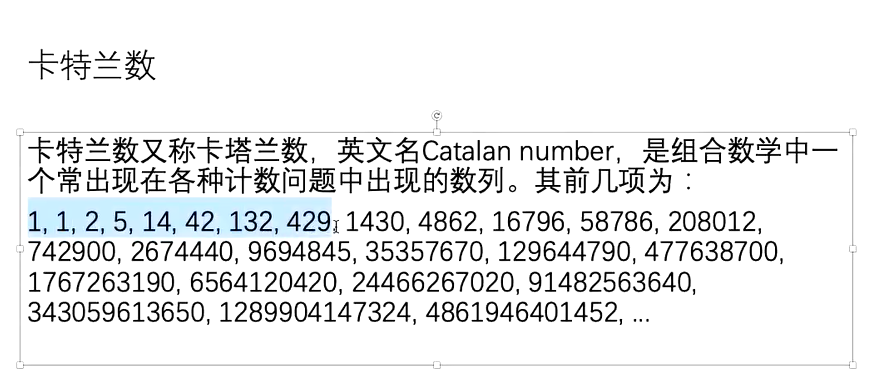 卡特兰数
卡特兰数又称卡塔兰数，英文名Catalan number，是组合数学中一
个常出现在各种计数问题中出现的数列。其前几项为：
1, 1, 2, 5, 14, 42, 132, 429, 1430, 4862, 16796, 58786, 208012,
742900, 2674440, 9694845, 35357670, 129644790, 477638700,
1767263190, 6564120420, 24466267020, 91482563640,
343059613650, 1289904147324, 4861946401452, ...